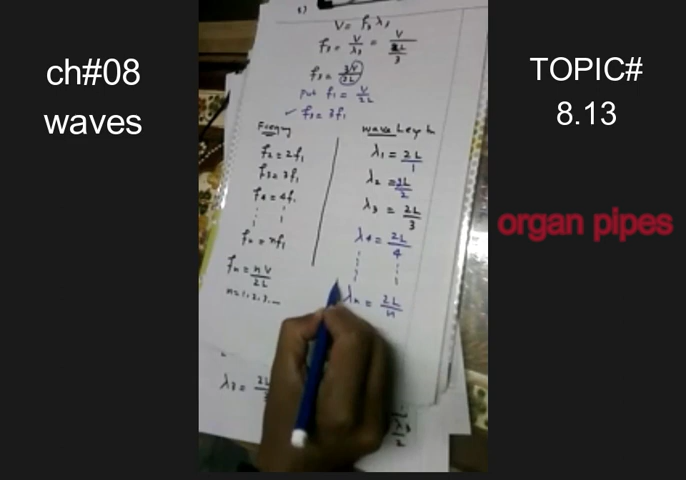 ch#08
waves
TOPIC#
8.13
organ pipes
V = f₃ λ₃
f₃ = V/λ₃ = V/(2L/3)
f₃ = 3V/2L
put f₁ = V/2L
✓ f₃ = 3f₁
f₂ = 2f₁
f₃ = 3f₁
f₄ = 4f₁
fₙ = nf₁
fₙ = nV/2L
n = 1, 2, 3, ...
wave Length
λ₁ = 2L/1
λ₂ = 2L/2
λ₃ = 2L/3
λ₄ = 2L/4
λₙ = 2L/n